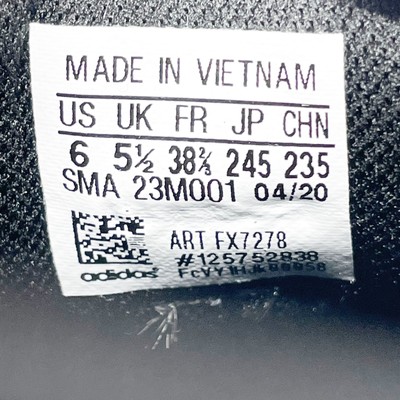 MADE IN VIETNAM
US UK FR JP CHN
6 5½ 38⅔ 245 235
SMA 23M001 04/20
ART FX7278
#125752838
adidas